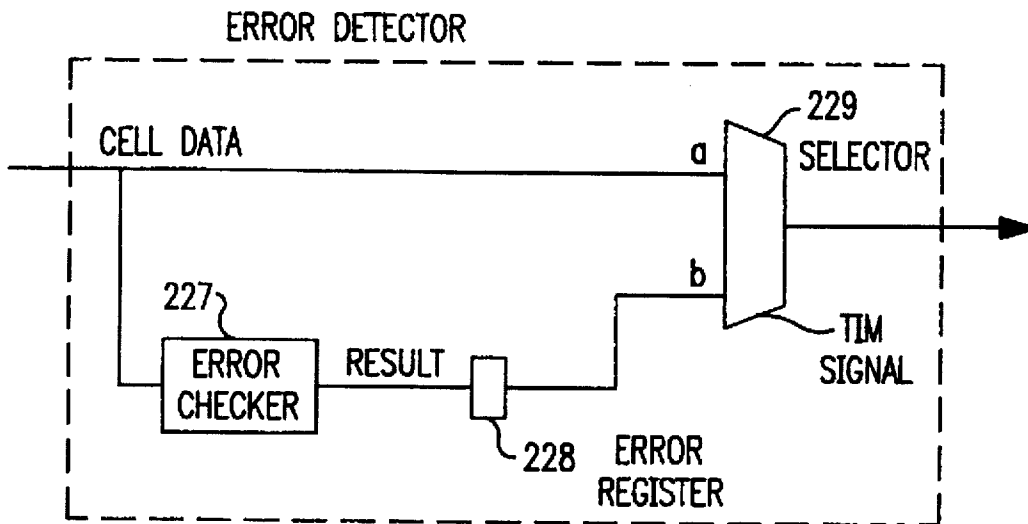 ERROR DETECTOR
229
CELL DATA
a
SELECTOR
b
227
TIM
SIGNAL
ERROR
CHECKER
RESULT
228
ERROR
REGISTER